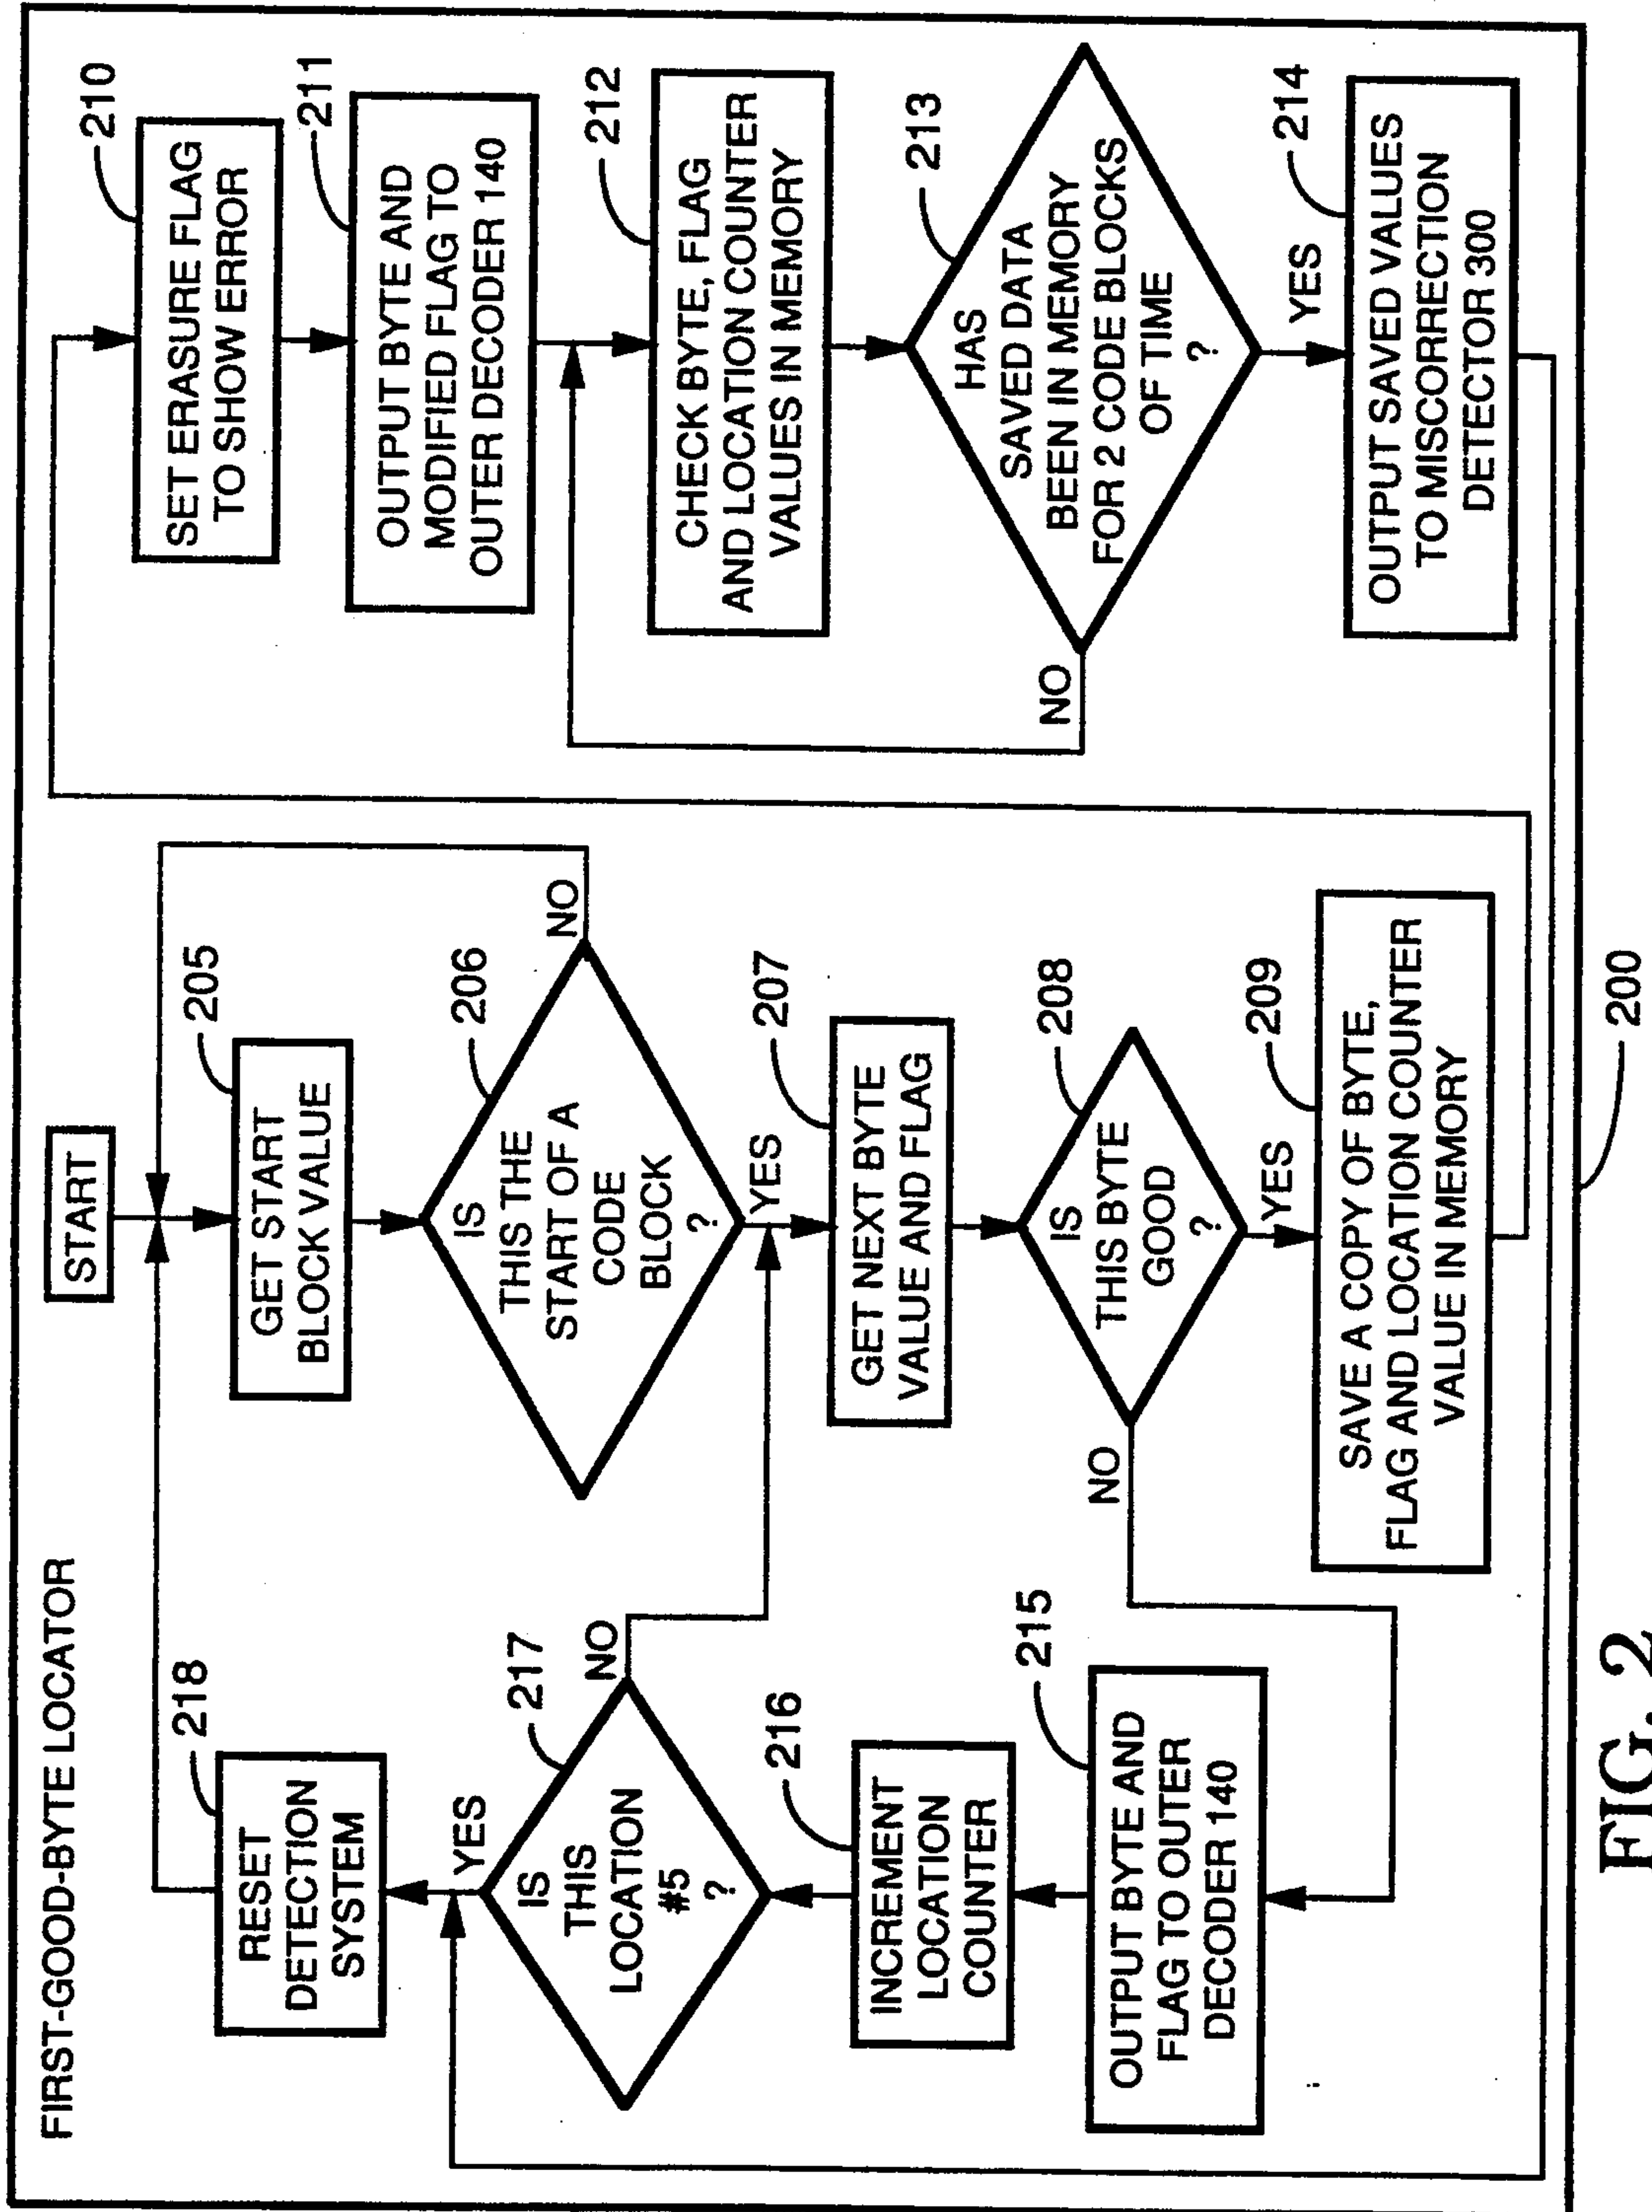 FIRST-GOOD-BYTE LOCATOR
START
205
GET START
BLOCK VALUE
206
IS
THIS THE
START OF A
CODE
BLOCK
?
NO
YES
207
GET NEXT BYTE
VALUE AND FLAG
208
IS
THIS BYTE
GOOD
?
NO
YES
209
SAVE A COPY OF BYTE,
FLAG AND LOCATION COUNTER
VALUE IN MEMORY
210
SET ERASURE FLAG
TO SHOW ERROR
211
OUTPUT BYTE AND
MODIFIED FLAG TO
OUTER DECODER 140
212
CHECK BYTE, FLAG
AND LOCATION COUNTER
VALUES IN MEMORY
213
HAS
SAVED DATA
BEEN IN MEMORY
FOR 2 CODE BLOCKS
OF TIME
?
NO
YES
214
OUTPUT SAVED VALUES
TO MISCORRECTION
DETECTOR 300
215
OUTPUT BYTE AND
FLAG TO OUTER
DECODER 140
216
INCREMENT
LOCATION
COUNTER
217
IS
THIS
LOCATION
#5
?
NO
YES
218
RESET
DETECTION
SYSTEM
200
FIG. 2